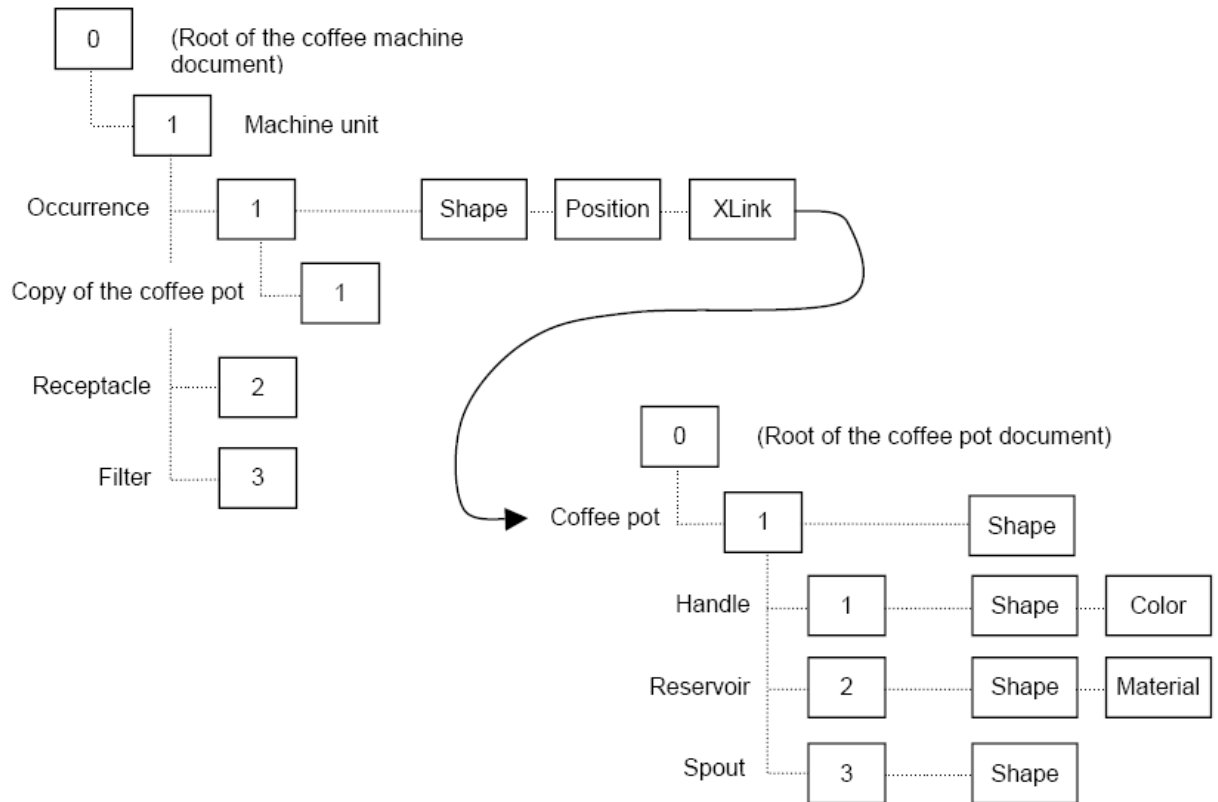 0 (Root of the coffee machine
document)
1 Machine unit
Occurrence 1 Shape Position XLink
Copy of the coffee pot 1
Receptacle 2
0 (Root of the coffee pot document)
Filter 3
Coffee pot 1 Shape
Handle 1 Shape Color
Reservoir 2 Shape Material
Spout 3 Shape